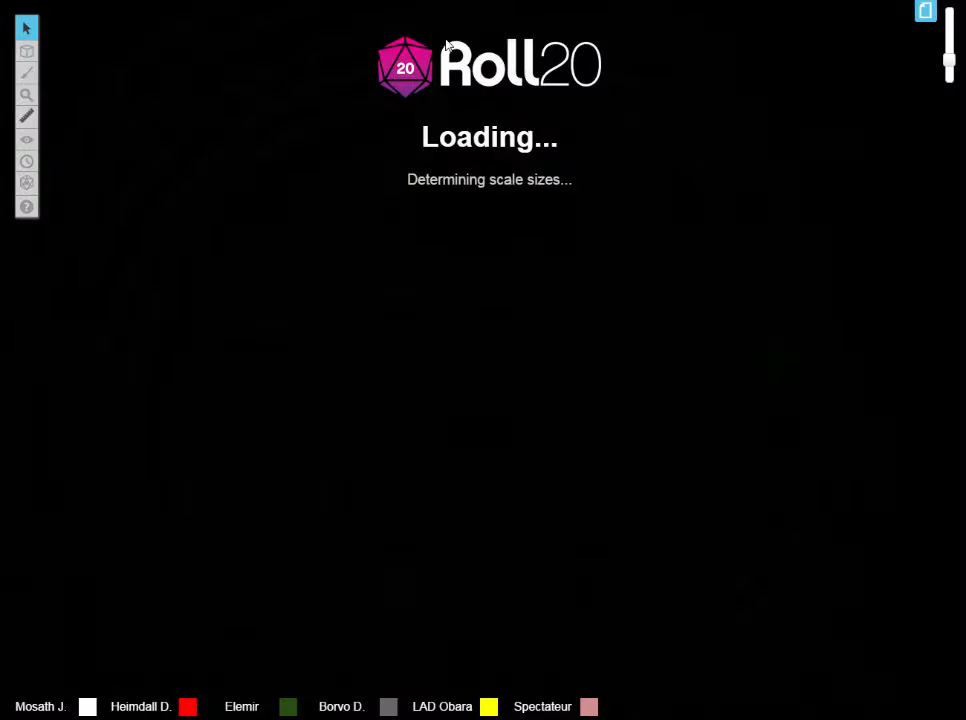 20 Roll20
Loading...
Determining scale sizes...
Mosath J. Heimdall D. Elemir Borvo D. LAD Obara Spectateur